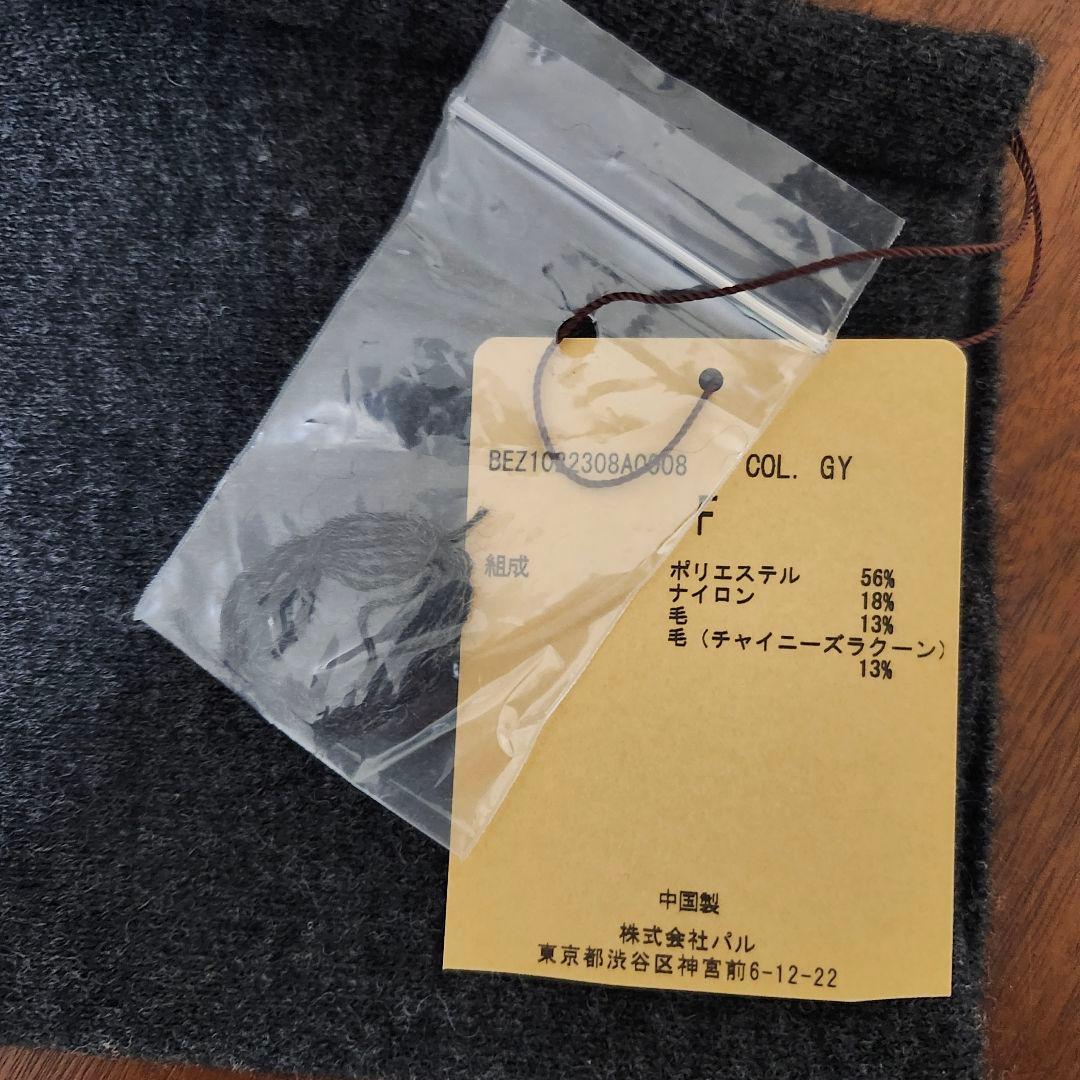 COL. GY
F
組成
ポリエステル 56%
ナイロン 18%
毛 13%
毛（チャイニーズラクーン）
13%
中国製
株式会社パル
東京都渋谷区神宮前6-12-22